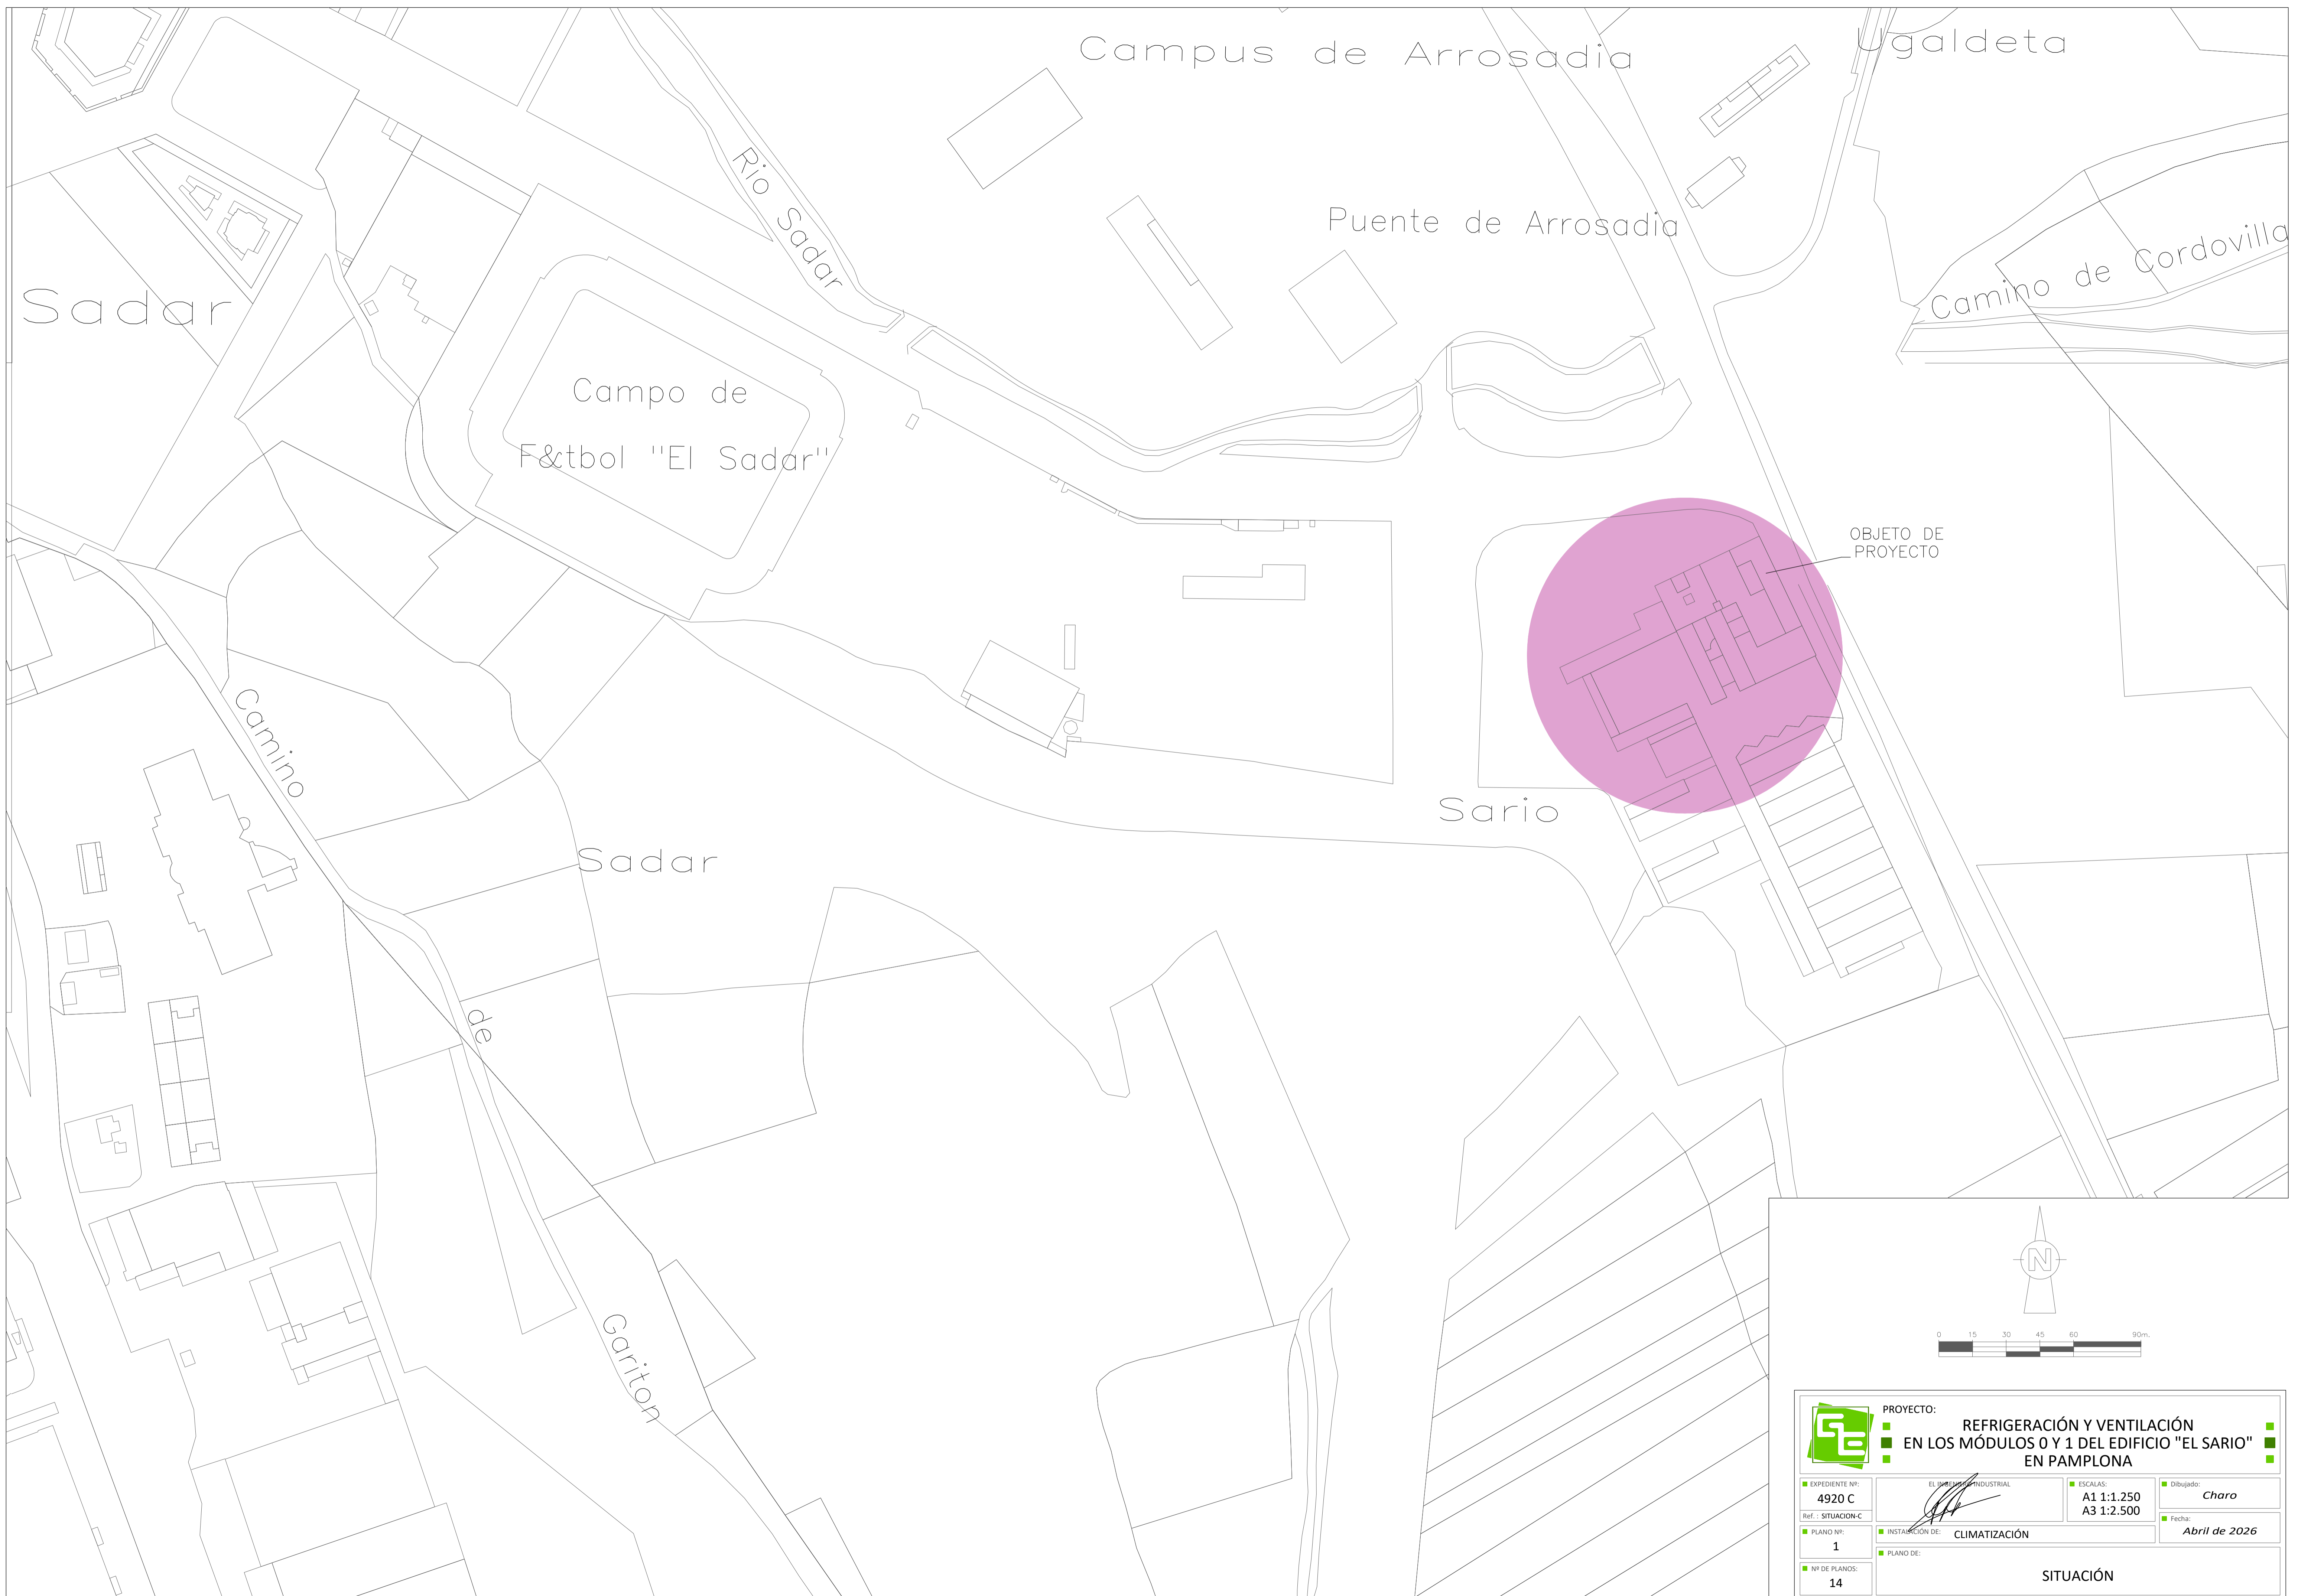 Campus de Arrosadia
Ugaldeta
Rio Sadar
Puente de Arrosadia
Camino de Cordovilla
Sadar
Campo de
F&tbol "El Sadar"
OBJETO DE
PROYECTO
Sario
Sadar
Camino
de
Gariton
N
0 15 30 45 60 90m.
PROYECTO:
REFRIGERACIÓN Y VENTILACIÓN
EN LOS MÓDULOS 0 Y 1 DEL EDIFICIO "EL SARIO"
EN PAMPLONA
EXPEDIENTE Nº:
4920 C
Ref. : SITUACION-C
EL INGENIERO INDUSTRIAL
ESCALAS:
A1 1:1.250
A3 1:2.500
Dibujado:
Charo
Fecha:
Abril de 2026
PLANO Nº:
1
INSTALACIÓN DE: CLIMATIZACIÓN
Nº DE PLANOS:
14
PLANO DE:
SITUACIÓN